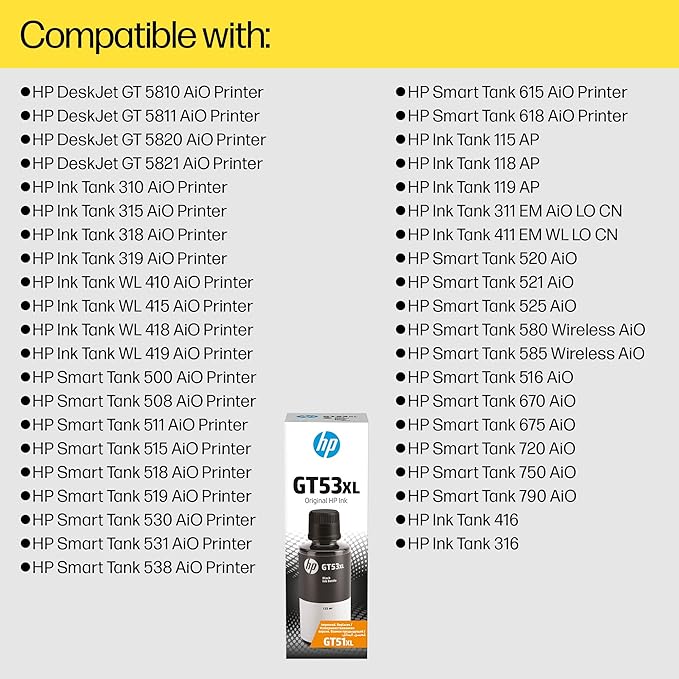 Compatible with:
●HP DeskJet GT 5810 AiO Printer
●HP DeskJet GT 5811 AiO Printer
●HP DeskJet GT 5820 AiO Printer
●HP DeskJet GT 5821 AiO Printer
●HP Ink Tank 310 AiO Printer
●HP Ink Tank 315 AiO Printer
●HP Ink Tank 318 AiO Printer
●HP Ink Tank 319 AiO Printer
●HP Ink Tank WL 410 AiO Printer
●HP Ink Tank WL 415 AiO Printer
●HP Ink Tank WL 418 AiO Printer
●HP Ink Tank WL 419 AiO Printer
●HP Smart Tank 500 AiO Printer
●HP Smart Tank 508 AiO Printer
●HP Smart Tank 511 AiO Printer
●HP Smart Tank 515 AiO Printer
●HP Smart Tank 518 AiO Printer
●HP Smart Tank 519 AiO Printer
●HP Smart Tank 530 AiO Printer
●HP Smart Tank 531 AiO Printer
●HP Smart Tank 538 AiO Printer
●HP Smart Tank 615 AiO Printer
●HP Smart Tank 618 AiO Printer
●HP Ink Tank 115 AP
●HP Ink Tank 118 AP
●HP Ink Tank 119 AP
●HP Ink Tank 311 EM AiO LO CN
●HP Ink Tank 411 EM WL LO CN
●HP Smart Tank 520 AiO
●HP Smart Tank 521 AiO
●HP Smart Tank 525 AiO
●HP Smart Tank 580 Wireless AiO
●HP Smart Tank 585 Wireless AiO
●HP Smart Tank 516 AiO
●HP Smart Tank 670 AiO
●HP Smart Tank 675 AiO
●HP Smart Tank 720 AiO
●HP Smart Tank 750 AiO
●HP Smart Tank 790 AiO
●HP Ink Tank 416
●HP Ink Tank 316
hp
GT53XL
Original HP Ink
hp GT53XL
Black
Ink Bottle
GT51XL